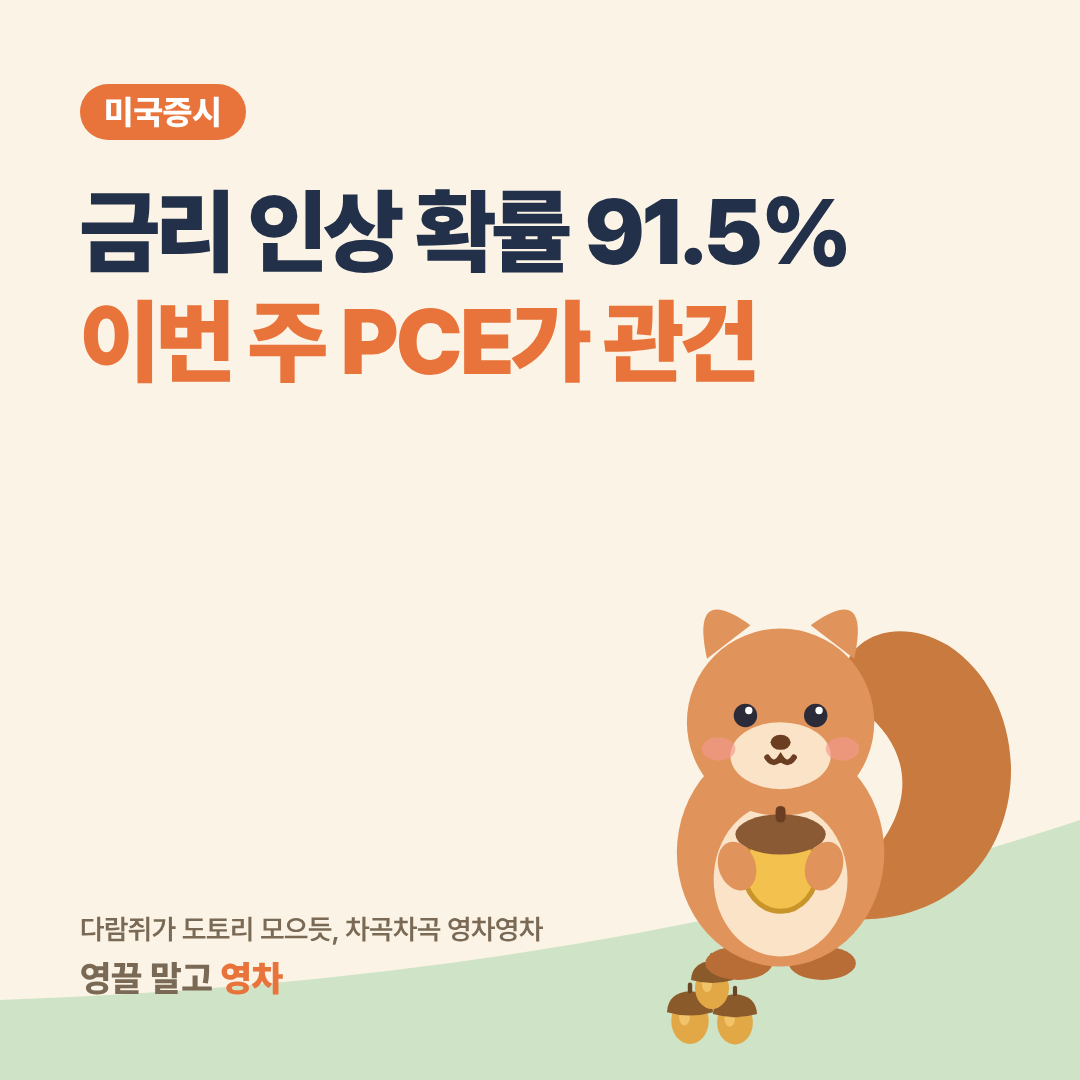 미국증시
금리 인상 확률 91.5%
이번 주 PCE가 관건
다람쥐가 도토리 모으듯, 차곡차곡 영차영차
영끌 말고 영차